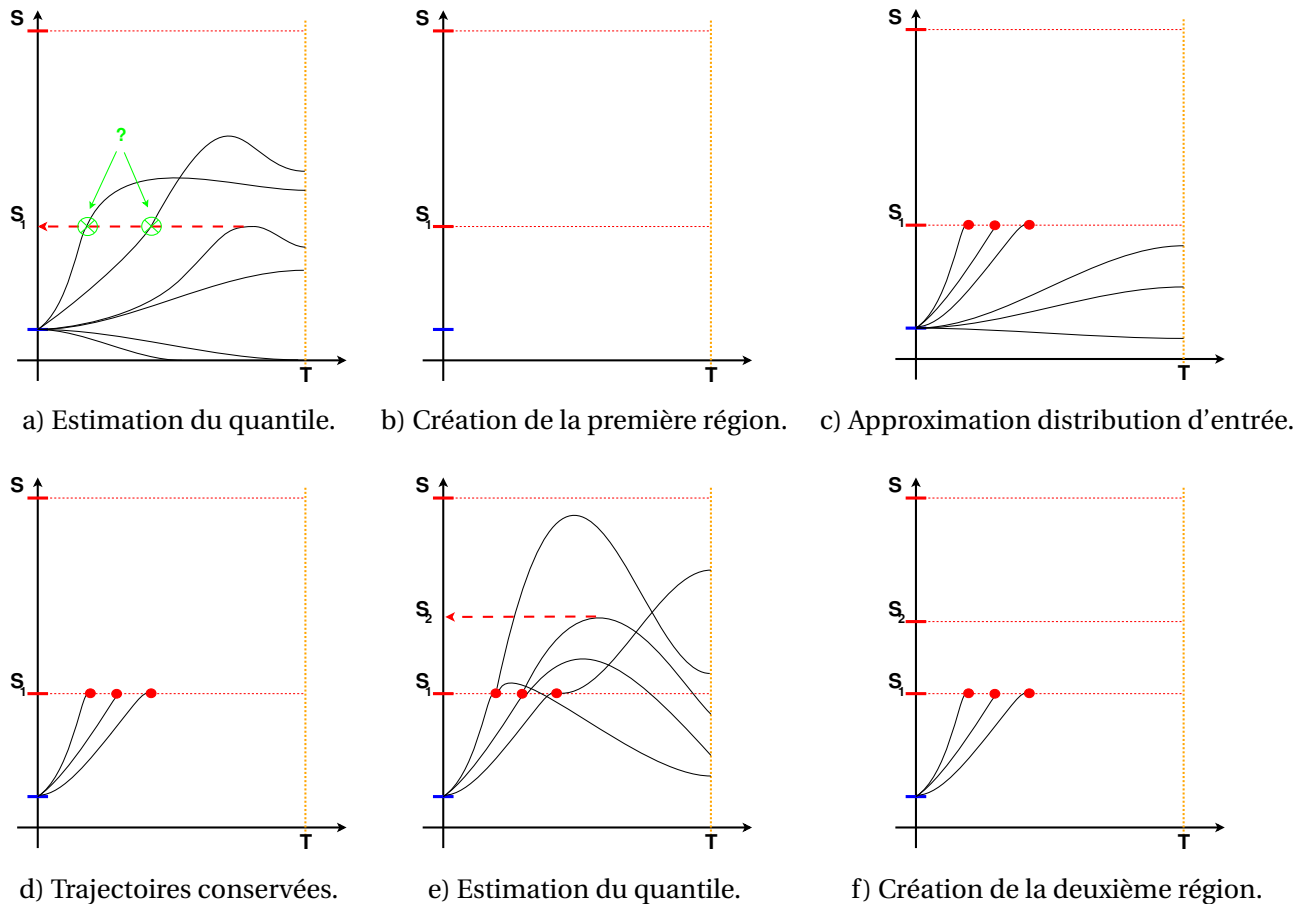 S
?
S1
T
a) Estimation du quantile.
S
S1
T
b) Création de la première région.
S
S1
T
c) Approximation distribution d'entrée.
S
S1
T
d) Trajectoires conservées.
S
S2
S1
T
e) Estimation du quantile.
S
S2
S1
T
f) Création de la deuxième région.